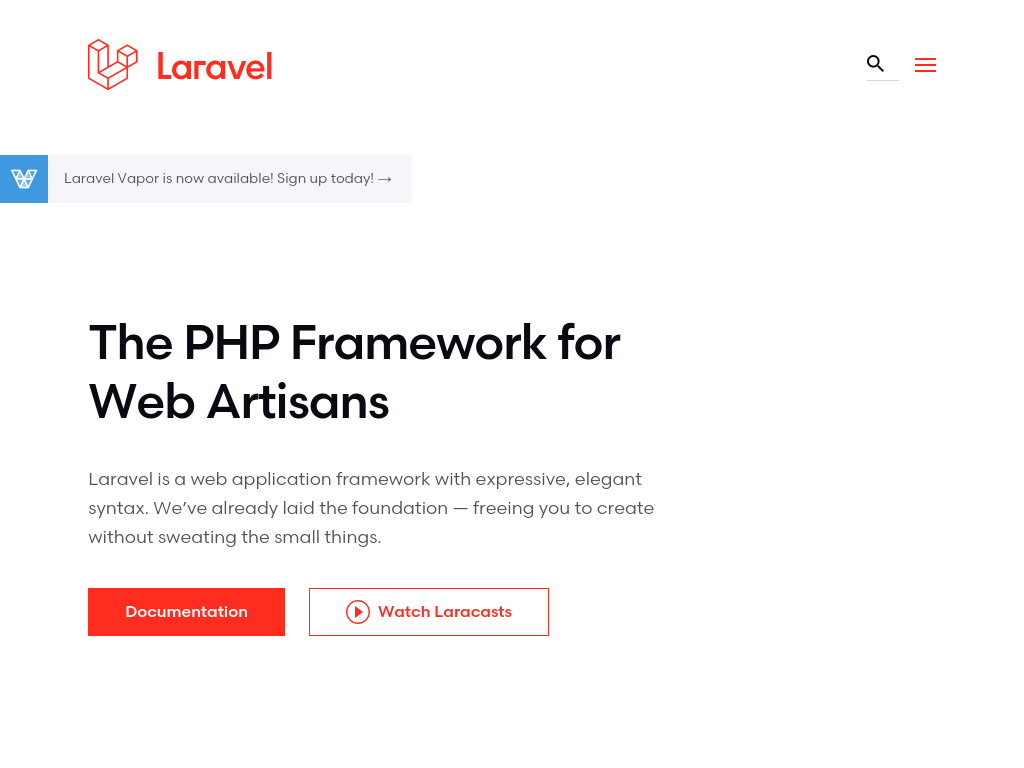 Laravel
Laravel Vapor is now available! Sign up today! →
The PHP Framework for
Web Artisans
Laravel is a web application framework with expressive, elegant
syntax. We’ve already laid the foundation — freeing you to create
without sweating the small things.
Documentation
Watch Laracasts